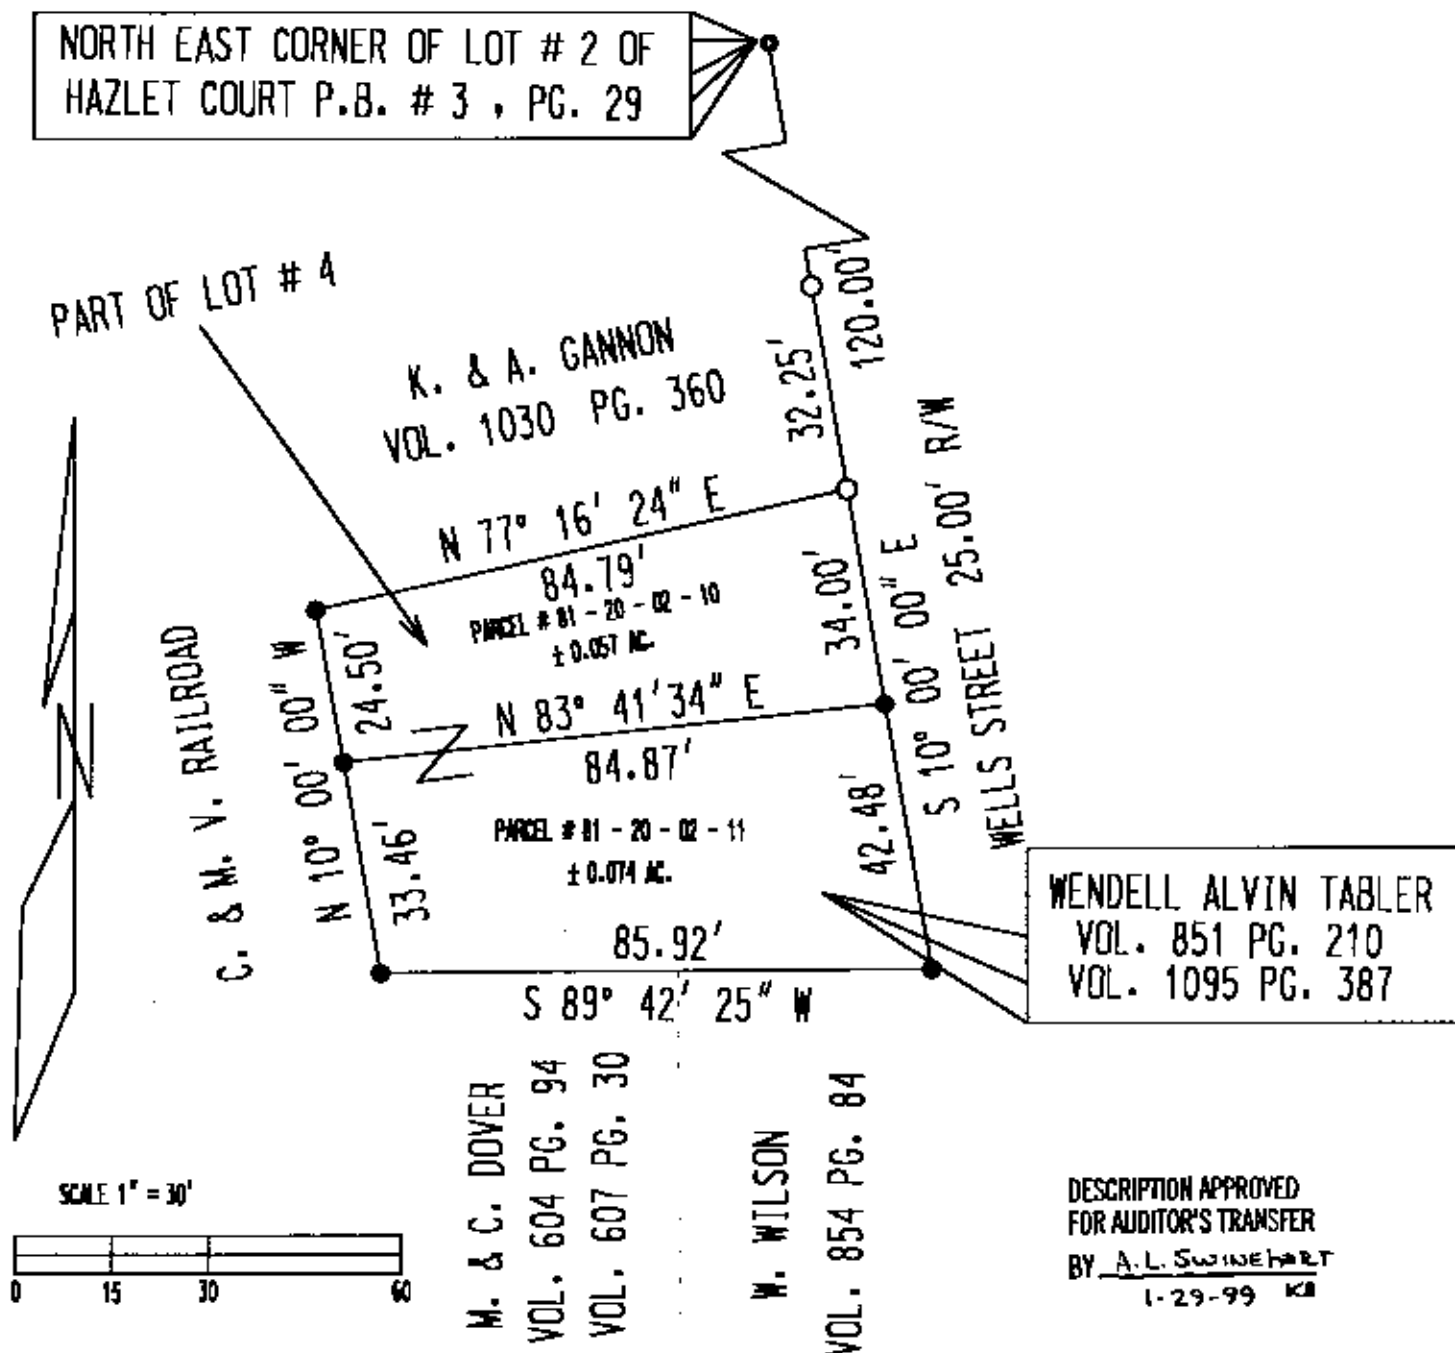 NORTH EAST CORNER OF LOT # 2 OF
HAZLET COURT P.B. # 3 , PG. 29
PART OF LOT # 4
K. & A. GANNON
VOL. 1030 PG. 360
32.25'
120.00'
N 77° 16' 24" E
84.79'
PARCEL # 81 - 20 - 02 - 10
± 0.057 AC.
34.00'
S 10° 00' 00" E
WELLS STREET 25.00' R/W
C. & M. V. RAILROAD
N 10° 00' 00" W
24.50'
N 83° 41'34" E
84.87'
N
Z
33.46'
PARCEL # 81 - 20 - 02 - 11
± 0.074 AC.
42.48'
85.92'
S 89° 42' 25" W
WENDELL ALVIN TABLER
VOL. 851 PG. 210
VOL. 1095 PG. 387
M. & C. DOVER
VOL. 604 PG. 94
VOL. 607 PG. 30
W. WILSON
VOL. 854 PG. 84
SCALE 1" = 30'
0 15 30 60
DESCRIPTION APPROVED
FOR AUDITOR'S TRANSFER
BY A.L. SWINEHART
1-29-99 KB